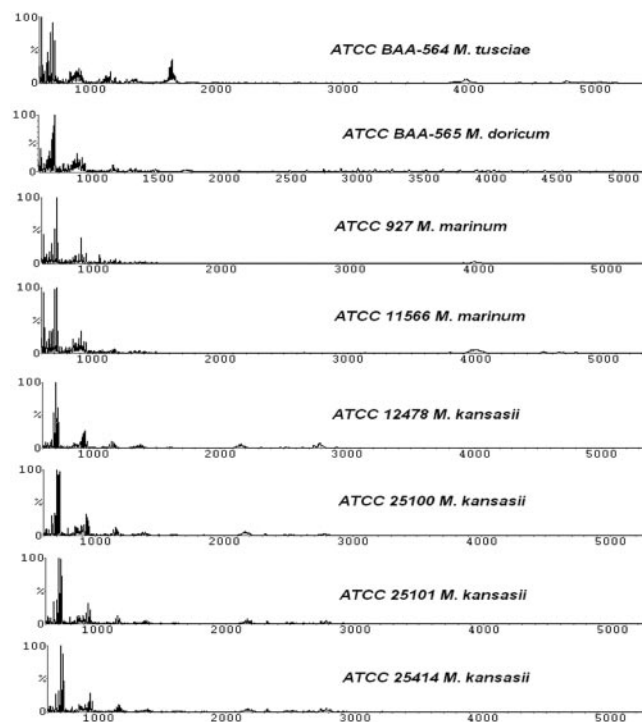 100
%
0
ATCC BAA-564 M. tusciae
1000 2000 3000 4000 5000
100
%
0
ATCC BAA-565 M. doricum
1000 1500 2000 2500 3000 3500 4000 4500 5000
100
%
0
ATCC 927 M. marinum
1000 2000 3000 4000 5000
100
%
0
ATCC 11566 M. marinum
1000 2000 3000 4000 5000
100
%
0
ATCC 12478 M. kansasii
1000 2000 3000 4000 5000
100
%
0
ATCC 25100 M. kansasii
1000 2000 3000 4000 5000
100
%
0
ATCC 25101 M. kansasii
1000 2000 3000 4000 5000
100
%
0
ATCC 25414 M. kansasii
1000 2000 3000 4000 5000